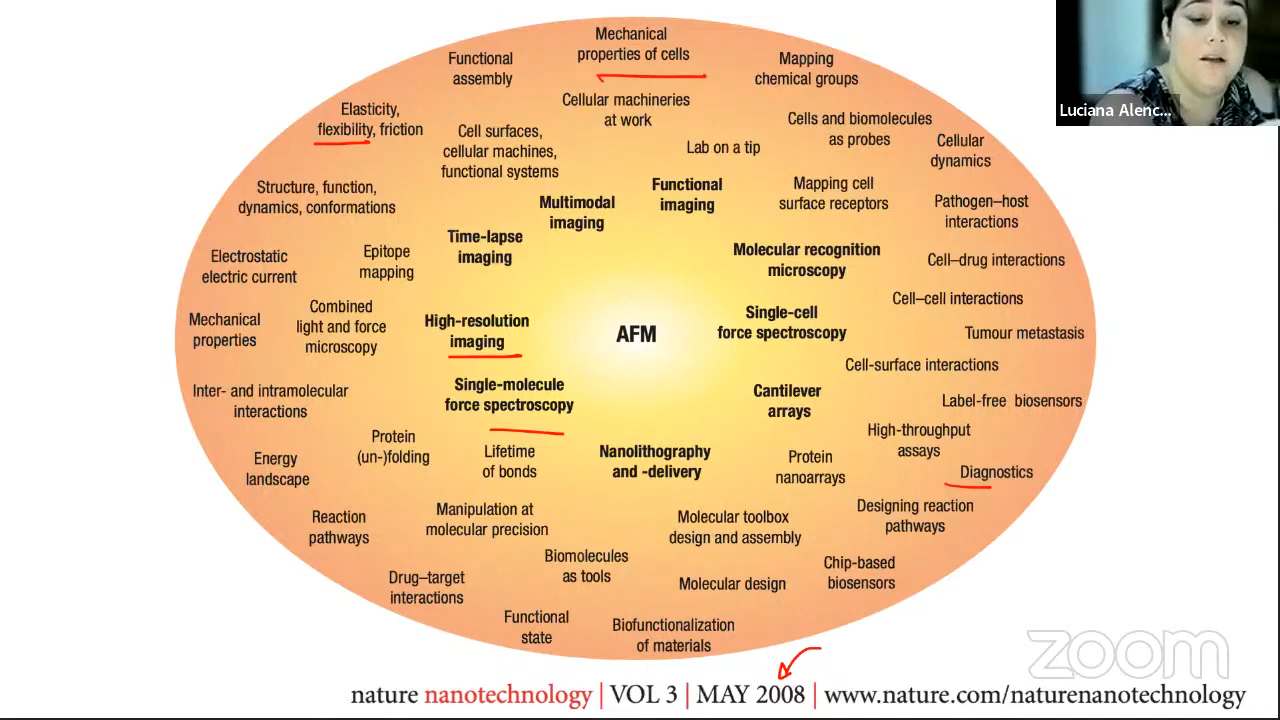 Mechanical
properties of cells
Functional
assembly
Mapping
chemical groups
Elasticity,
flexibility, friction
Cellular machineries
at work
Cells and biomolecules
as probes
Cell surfaces,
cellular machines,
functional systems
Lab on a tip
Cellular
dynamics
Structure, function,
dynamics, conformations
Multimodal
imaging
Functional
imaging
Mapping cell
surface receptors
Pathogen–host
interactions
Time-lapse
imaging
Electrostatic
electric current
Epitope
mapping
Molecular recognition
microscopy
Cell–drug interactions
Mechanical
properties
Combined
light and force
microscopy
High-resolution
imaging
AFM
Single-cell
force spectroscopy
Cell–cell interactions
Tumour metastasis
Cell-surface interactions
Inter- and intramolecular
interactions
Single-molecule
force spectroscopy
Cantilever
arrays
Label-free biosensors
High-throughput
assays
Protein
(un-)folding
Energy
landscape
Lifetime
of bonds
Nanolithography
and -delivery
Protein
nanoarrays
Diagnostics
Reaction
pathways
Manipulation at
molecular precision
Molecular toolbox
design and assembly
Designing reaction
pathways
Drug–target
interactions
Biomolecules
as tools
Molecular design
Chip-based
biosensors
Functional
state
Biofunctionalization
of materials
nature nanotechnology | VOL 3 | MAY 2008 | www.nature.com/naturenanotechnology
Luciana Alenc...
zoom